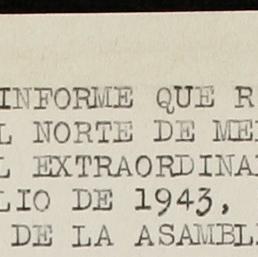 INFORME QUE R
L NORTE DE ME
L EXTRAORDINA
LIO DE 1943,
DE LA ASAMBL